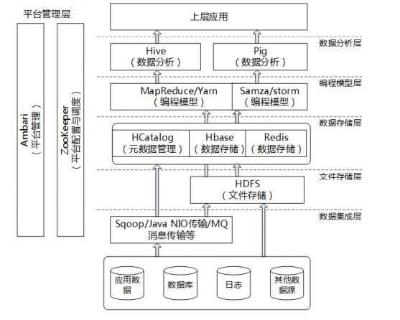 平台管理层
上层应用
数据分析层
Hive
（数据分析）
Pig
（数据分析）
编程模型层
MapReduce/Yarn
（编程模型）
Samza/storm
（编程模型）
数据存储层
HCatalog
（元数据管理）
Hbase
（数据存储）
Redis
（数据存储）
文件存储层
HDFS
（文件存储）
数据集成层
Sqoop/Java NIO传输/MQ
消息传输等
应用数
据
数据库
日志
其他数
据源
Ambari
（平台管理）
ZooKeeper
（平台配置与调度）